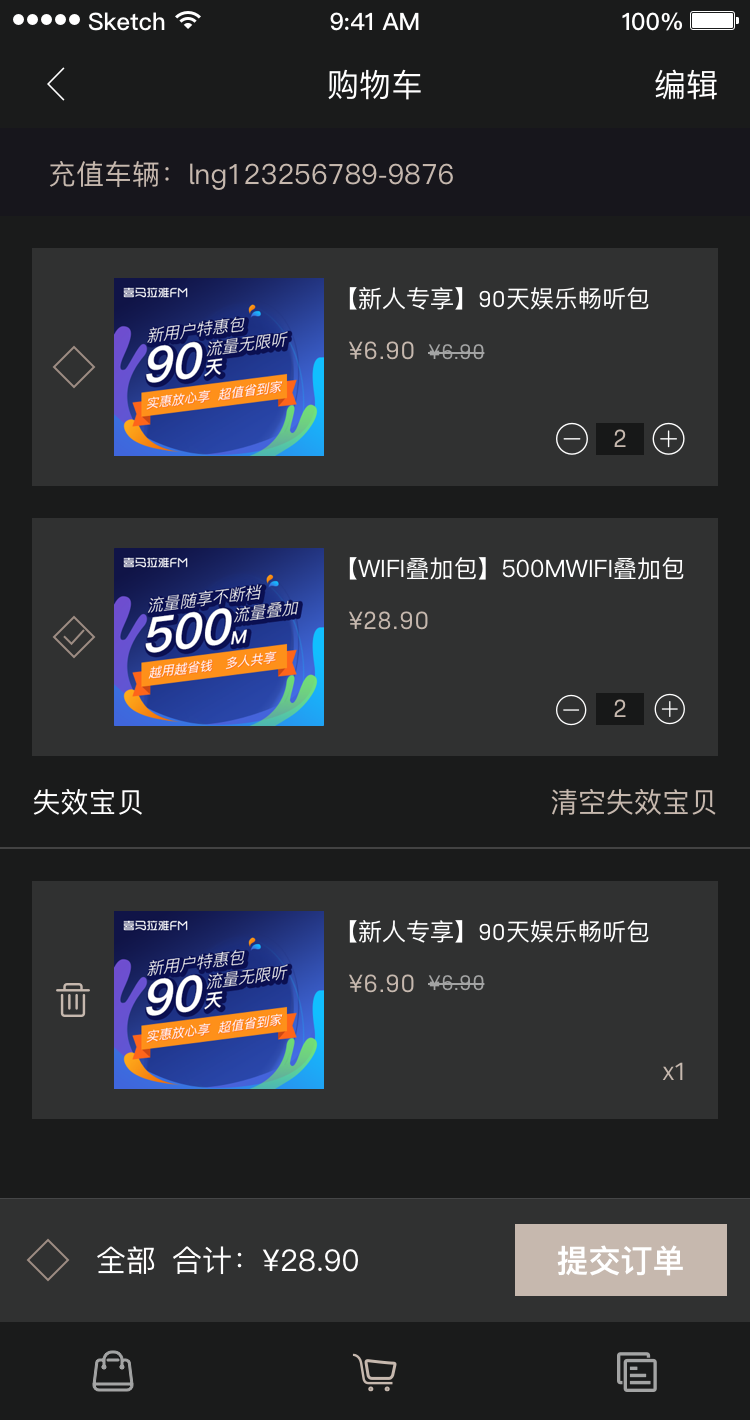 Sketch 9:41 AM 100%
购物车 编辑
充值车辆：lng123256789-9876
喜马拉雅FM
新用户特惠包
90天 流量无限听
实惠放心享 超值省到家
【新人专享】90天娱乐畅听包
¥6.90 ¥6.90
2
喜马拉雅FM
流量随享不断档
500M 流量叠加
越用越省钱 多人共享
【WIFI叠加包】500MWIFI叠加包
¥28.90
2
失效宝贝 清空失效宝贝
喜马拉雅FM
新用户特惠包
90天 流量无限听
实惠放心享 超值省到家
【新人专享】90天娱乐畅听包
¥6.90 ¥6.90
x1
全部 合计：¥28.90 提交订单